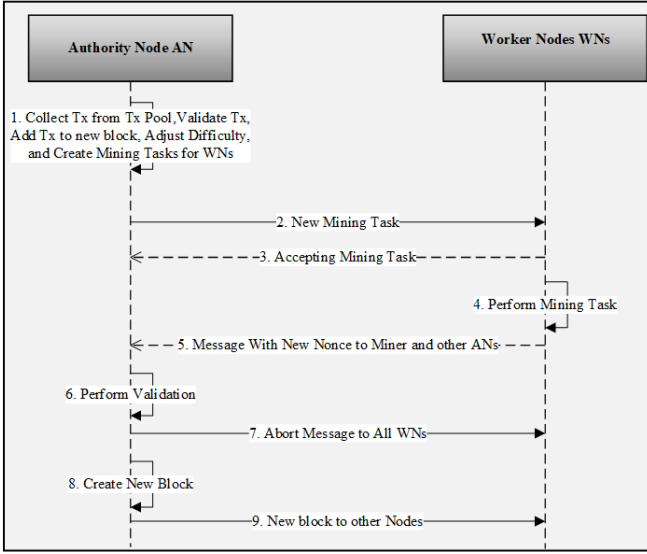 Authority Node AN
Worker Nodes WNs
1. Collect Tx from Tx Pool,Validate Tx,
Add Tx to new block, Adjust Difficulty,
and Create Mining Tasks for WNs
2. New Mining Task
3. Accepting Mining Task
4. Perform Mining Task
5. Message With New Nonce to Miner and other ANs
6. Perform Validation
7. Abort Message to All WNs
8. Create New Block
9. New block to other Nodes